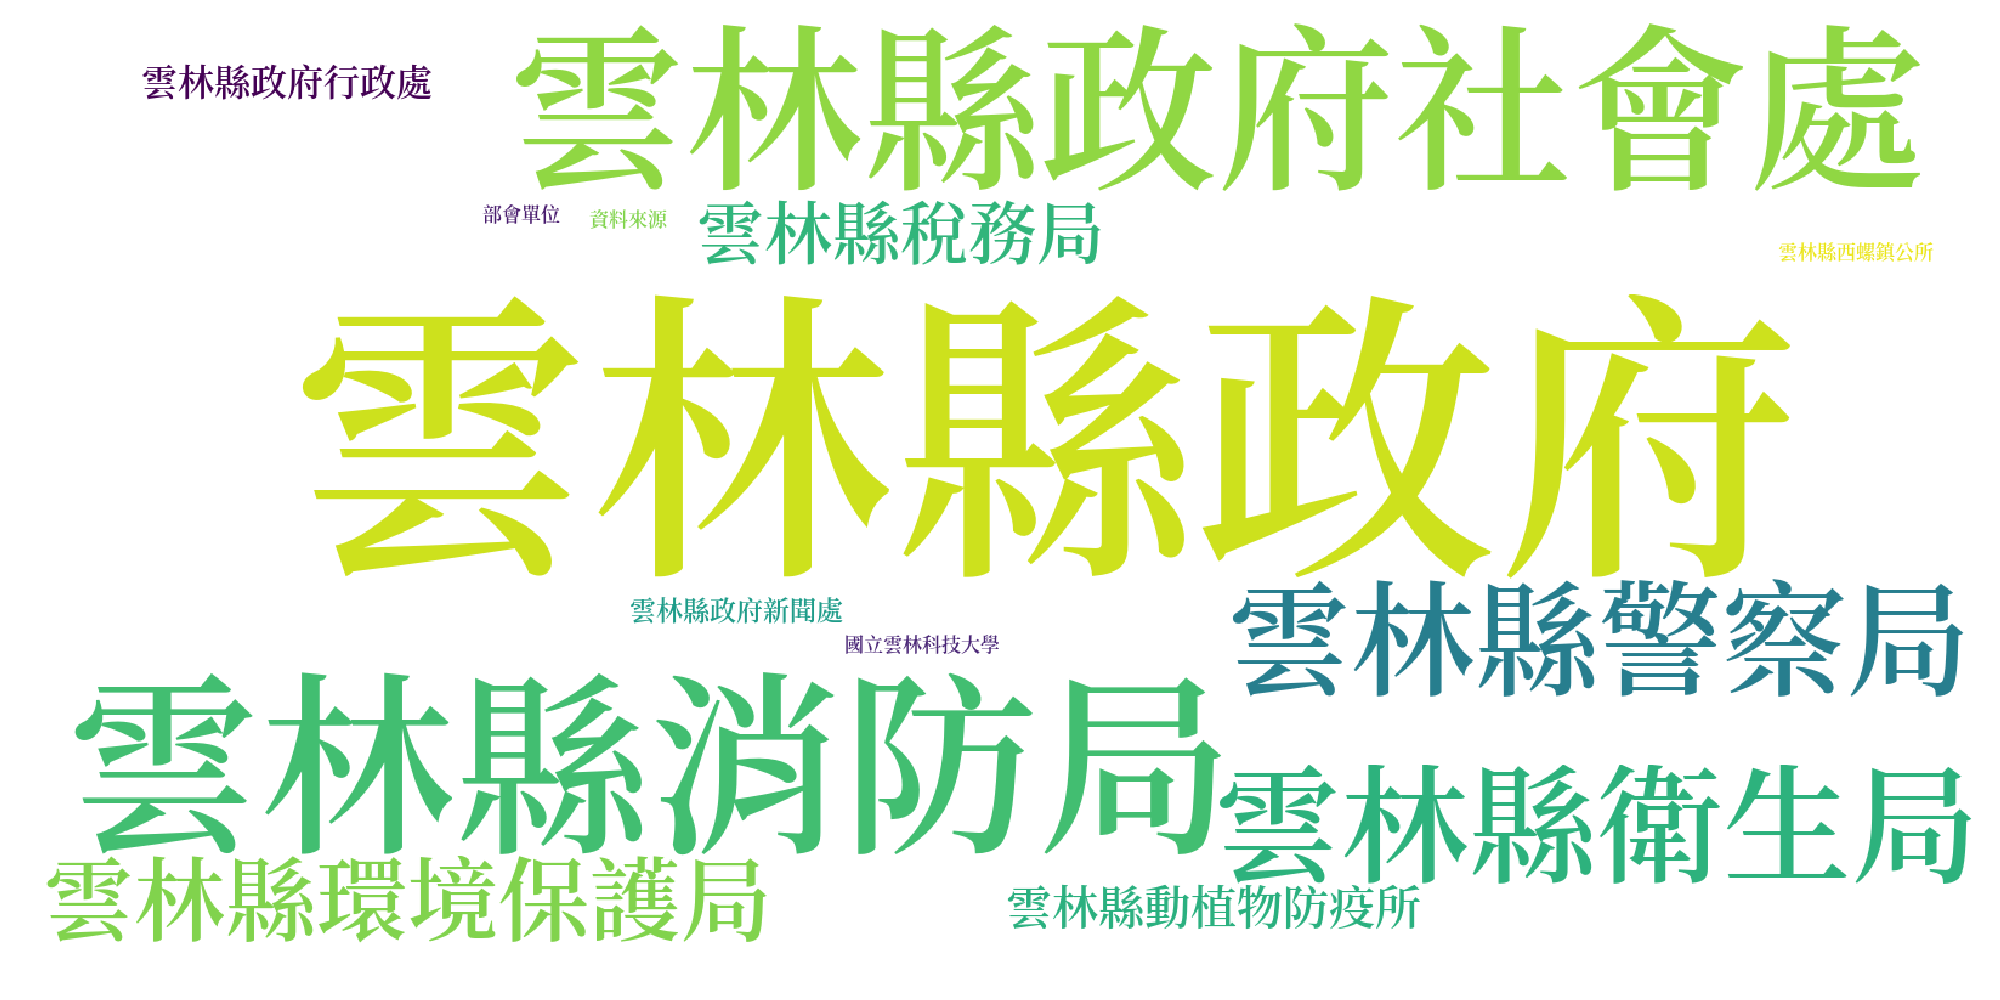 雲林縣政府社會處
雲林縣政府行政處
部會單位
資料來源
雲林縣稅務局
雲林縣西螺鎮公所
雲林縣政府
雲林縣政府新聞處
國立雲林科技大學
雲林縣警察局
雲林縣消防局
雲林縣衛生局
雲林縣環境保護局
雲林縣動植物防疫所